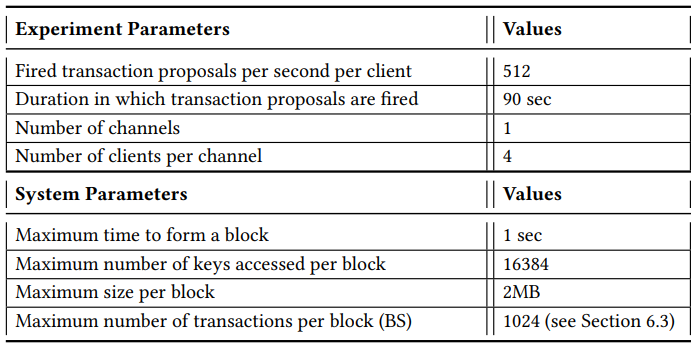 Experiment Parameters Values
Fired transaction proposals per second per client 512
Duration in which transaction proposals are fired 90 sec
Number of channels 1
Number of clients per channel 4
System Parameters Values
Maximum time to form a block 1 sec
Maximum number of keys accessed per block 16384
Maximum size per block 2MB
Maximum number of transactions per block (BS) 1024 (see Section 6.3)